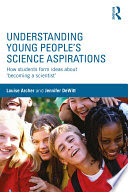 UNDERSTANDING
YOUNG PEOPLE'S
SCIENCE ASPIRATIONS
How students form ideas about
'becoming a scientist'
Louise Archer and Jennifer DeWitt